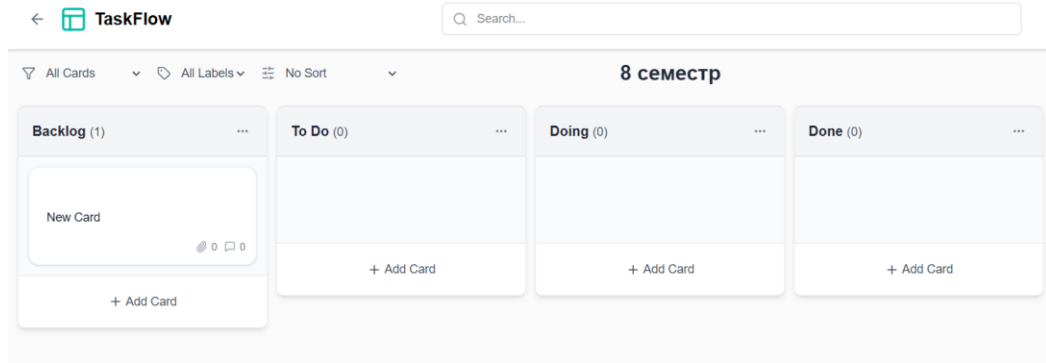 TaskFlow Search...
All Cards All Labels No Sort 8 семестр
Backlog (1) ... To Do (0) ... Doing (0) ... Done (0) ...
New Card
0 0
+ Add Card + Add Card + Add Card
+ Add Card